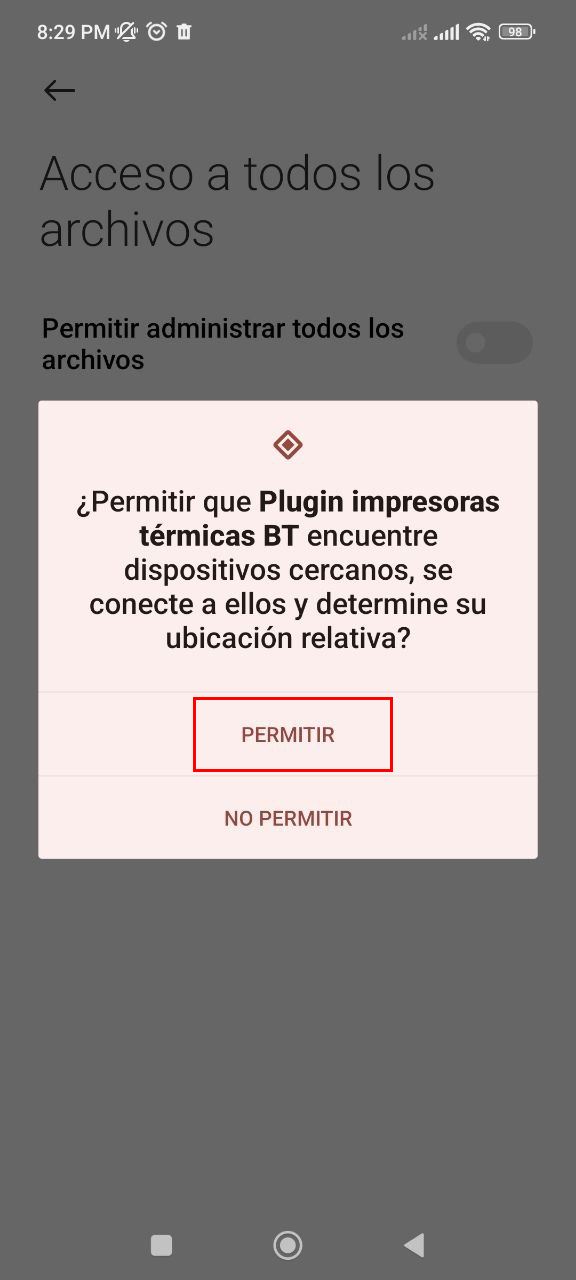 8:29 PM
98
Acceso a todos los
archivos
Permitir administrar todos los
archivos
¿Permitir que Plugin impresoras
térmicas BT encuentre
dispositivos cercanos, se
conecte a ellos y determine su
ubicación relativa?
PERMITIR
NO PERMITIR